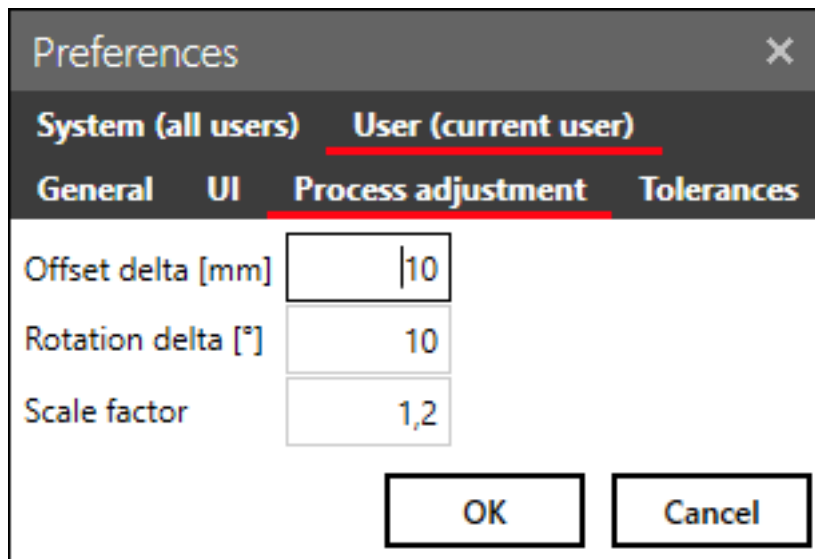 Preferences
System (all users) User (current user)
General UI Process adjustment Tolerances
Offset delta [mm] 10
Rotation delta [°] 10
Scale factor 1,2
OK Cancel